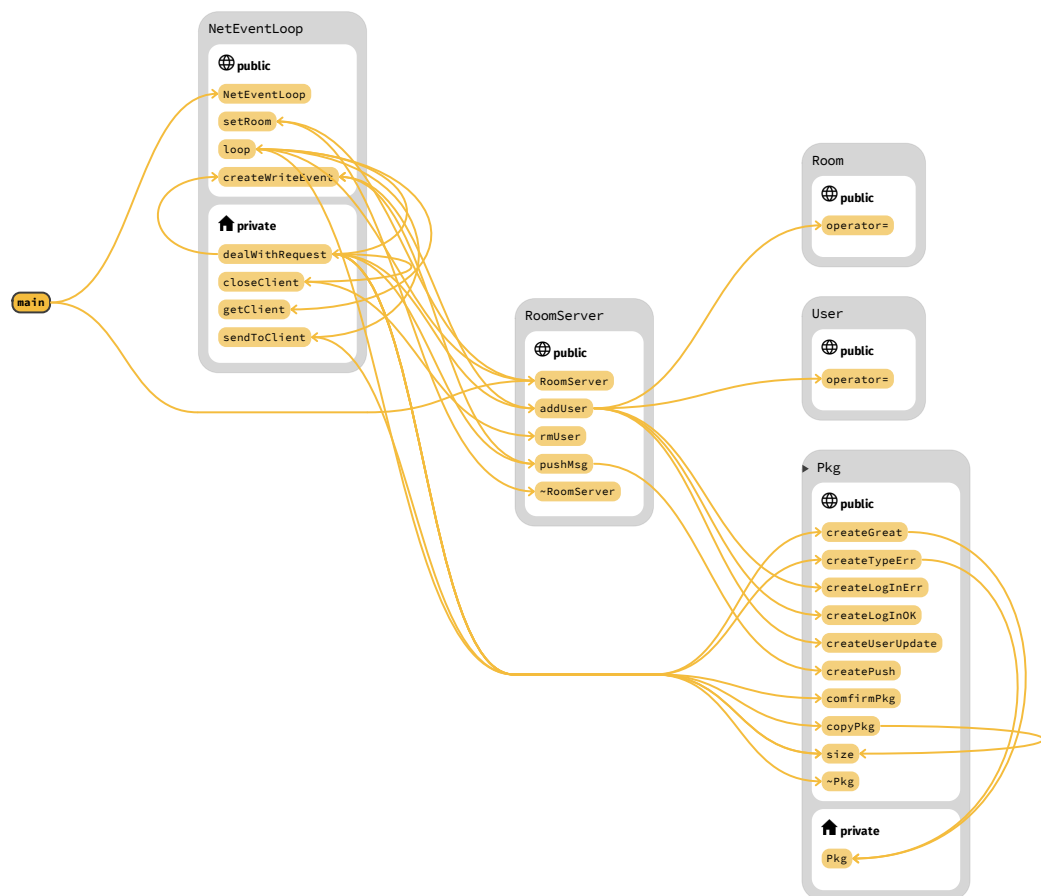 main
NetEventLoop
public
NetEventLoop
setRoom
loop
createWriteEvent
private
dealWithRequest
closeClient
getClient
sendToClient
RoomServer
public
RoomServer
addUser
rmUser
pushMsg
~RoomServer
Room
public
operator=
User
public
operator=
Pkg
public
createGreat
createTypeErr
createLogInErr
createLogInOK
createUserUpdate
createPush
comfirmPkg
copyPkg
size
~Pkg
private
Pkg